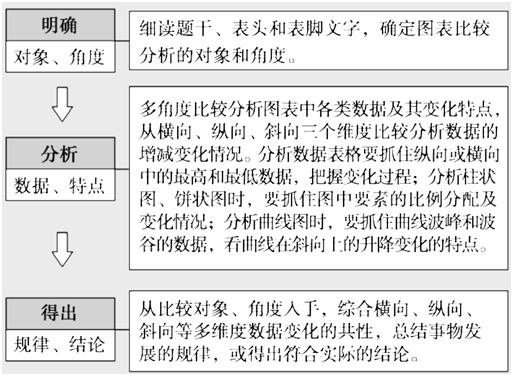 明确
对象、角度
细读题干、表头和表脚文字，确定图表比较
分析的对象和角度。
分析
数据、特点
多角度比较分析图表中各类数据及其变化特点，
从横向、纵向、斜向三个维度比较分析数据的
增减变化情况。分析数据表格要抓住纵向或横向
中的最高和最低数据，把握变化过程；分析柱状
图、饼状图时，要抓住图中要素的比例分配及
变化情况；分析曲线图时，要抓住曲线波峰和波
谷的数据，看曲线在斜向上的升降变化的特点。
得出
规律、结论
从比较对象、角度入手，综合横向、纵向、
斜向等多维度数据变化的共性，总结事物发
展的规律，或得出符合实际的结论。